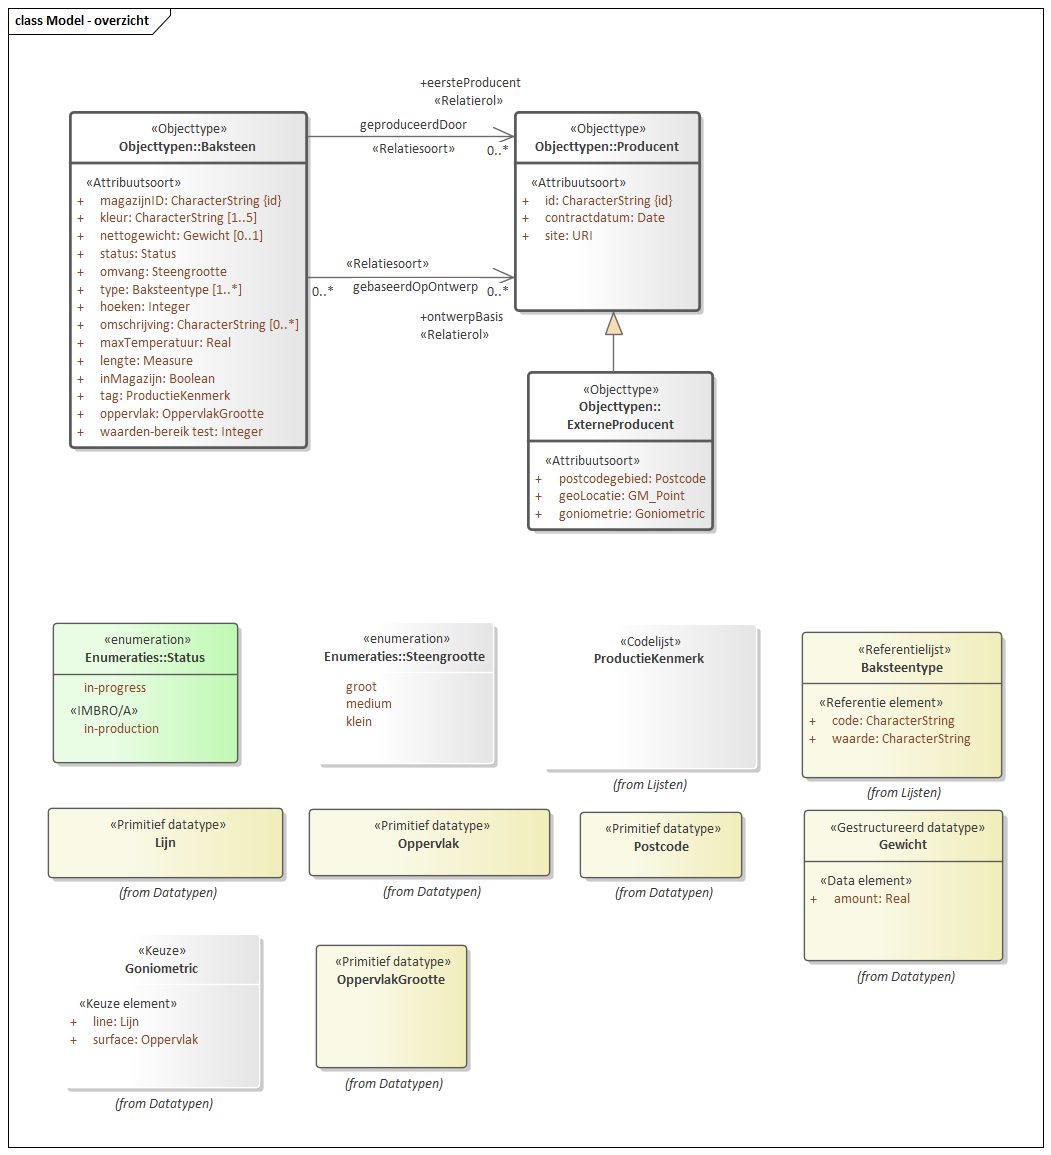 class Model - overzicht
+eersteProducent
«Relatierol»
geproduceerdDoor
«Relatiesoort»
0..*
«Objecttype»
Objecttypen::Baksteen
«Attribuutsoort»
+ magazijnID: CharacterString {id}
+ kleur: CharacterString [1..5]
+ nettogewicht: Gewicht [0..1]
+ status: Status
+ omvang: Steengrootte
+ type: Baksteentype [1..*]
+ hoeken: Integer
+ omschrijving: CharacterString [0..*]
+ maxTemperatuur: Real
+ lengte: Measure
+ inMagazijn: Boolean
+ tag: ProductieKenmerk
+ oppervlak: OppervlakGrootte
+ waarden-bereik test: Integer
«Objecttype»
Objecttypen::Producent
«Attribuutsoort»
+ id: CharacterString {id}
+ contractdatum: Date
+ site: URI
«Relatiesoort»
0..* gebaseerdOpOntwerp 0..*
+ontwerpBasis
«Relatierol»
«Objecttype»
Objecttypen::
ExterneProducent
«Attribuutsoort»
+ postcodegebied: Postcode
+ geoLocatie: GM_Point
+ goniometrie: Goniometric
«enumeration»
Enumeraties::Status
in-progress
«IMBRO/A»
in-production
«enumeration»
Enumeraties::Steengrootte
groot
medium
klein
«Codelijst»
ProductieKenmerk
(from Lijsten)
«Referentielijst»
Baksteentype
«Referentie element»
+ code: CharacterString
+ waarde: CharacterString
(from Lijsten)
«Primitief datatype»
Lijn
(from Datatypen)
«Primitief datatype»
Oppervlak
(from Datatypen)
«Primitief datatype»
Postcode
(from Datatypen)
«Gestructureerd datatype»
Gewicht
«Data element»
+ amount: Real
(from Datatypen)
«Keuze»
Goniometric
«Keuze element»
+ line: Lijn
+ surface: Oppervlak
(from Datatypen)
«Primitief datatype»
OppervlakGrootte
(from Datatypen)